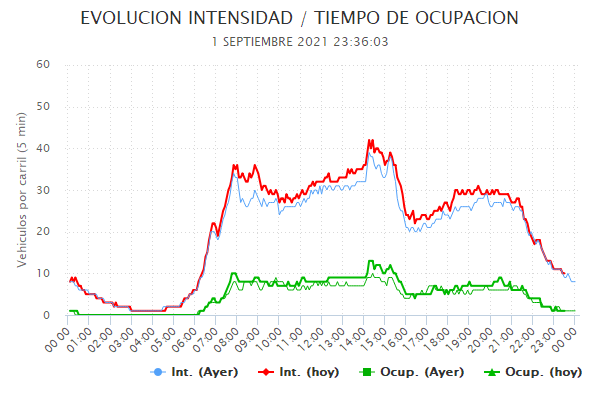 EVOLUCION INTENSIDAD / TIEMPO DE OCUPACION
1 SEPTIEMBRE 2021 23:36:03
Vehiculos por carril (5 min)
60
50
40
30
20
10
0
00:00 01:00 02:00 03:00 04:00 05:00 06:00 07:00 08:00 09:00 10:00 11:00 12:00 13:00 14:00 15:00 16:00 17:00 18:00 19:00 20:00 21:00 22:00 23:00 00:00
Int. (Ayer) Int. (hoy) Ocup. (Ayer) Ocup. (hoy)